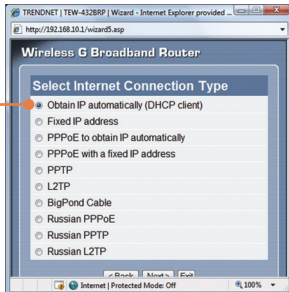 TRENDNET | TEW-432BRP | Wizard - Internet Explorer provided ...
http://192.168.10.1/wizard5.asp
Wireless G Broadband Router
Select Internet Connection Type
Obtain IP automatically (DHCP client)
Fixed IP address
PPPoE to obtain IP automatically
PPPoE with a fixed IP address
PPTP
L2TP
BigPond Cable
Russian PPPoE
Russian PPTP
Russian L2TP
< Back Next > Exit
Internet | Protected Mode: Off 100%